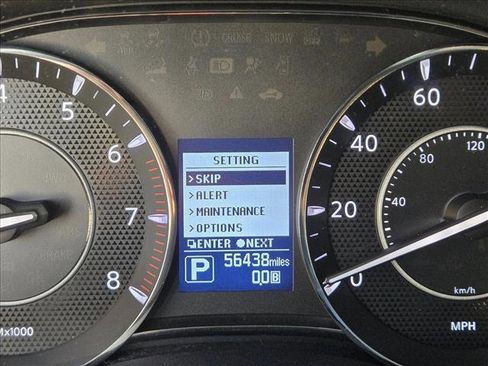 CRUISE SNOW
4
5
6
7
8
x1000
SETTING
>SKIP
>ALERT
>MAINTENANCE
>OPTIONS
ENTER NEXT
P
56438miles
0.0 B
60
40
20
0
120
80
40
km/h
MPH